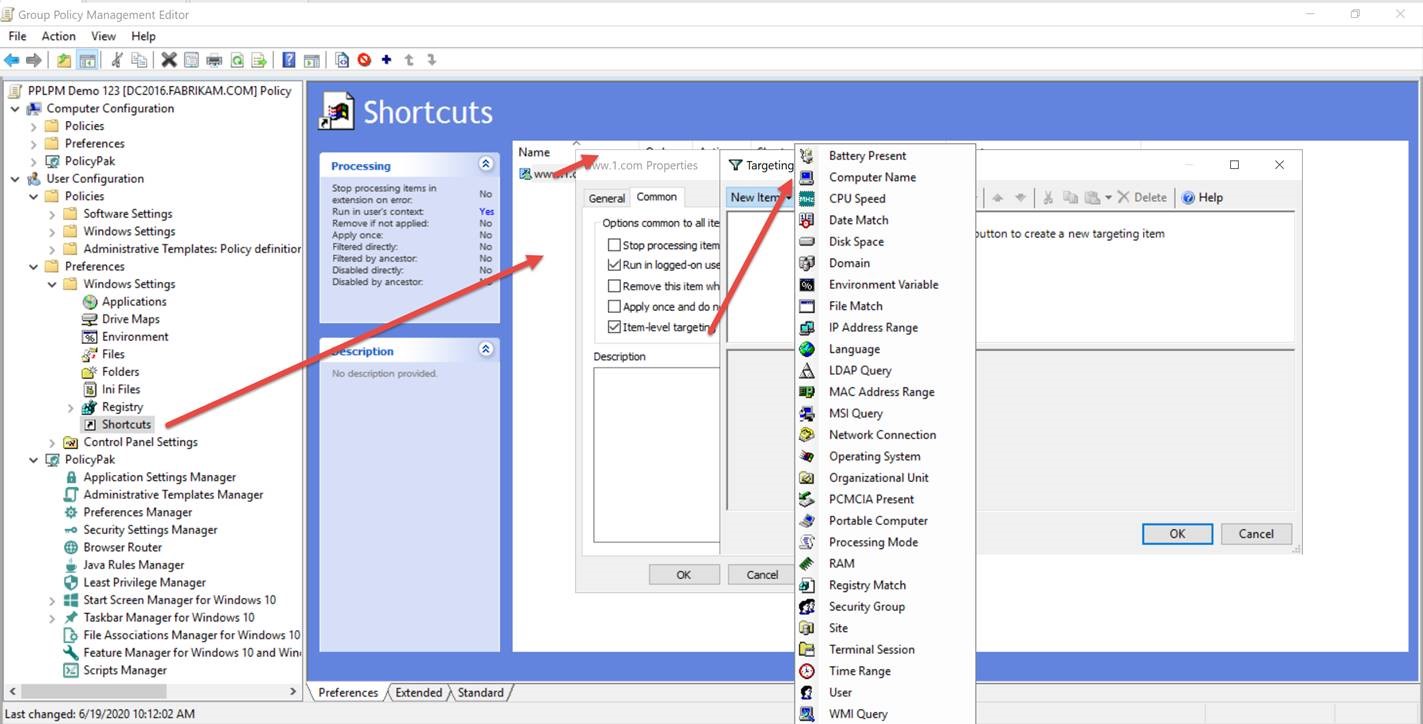 Group Policy Management Editor
File Action View Help
PPLPM Demo 123 [DC2016.FABRIKAM.COM] Policy
Computer Configuration
Policies
Preferences
PolicyPak
User Configuration
Policies
Software Settings
Windows Settings
Administrative Templates: Policy definition
Preferences
Windows Settings
Applications
Drive Maps
Environment
Files
Folders
Ini Files
Registry
Shortcuts
Control Panel Settings
PolicyPak
Application Settings Manager
Administrative Templates Manager
Preferences Manager
Security Settings Manager
Browser Router
Java Rules Manager
Least Privilege Manager
Start Screen Manager for Windows 10
Taskbar Manager for Windows 10
File Associations Manager for Windows 10
Feature Manager for Windows 10 and Win
Scripts Manager
Shortcuts
Processing
Stop processing items in extension on error: No
Run in user's context: Yes
Remove if not applied: No
Apply once: No
Filtered directly: No
Filtered by ancestor: No
Disabled directly: No
Disabled by ancestor: No
Description
No description provided.
Name
www.1.com Properties
General Common
Options common to all ite
Stop processing item
Run in logged-on use
Remove this item wh
Apply once and do n
Item-level targeting
Description
OK Cancel
Targeting
New Item
Delete Help
button to create a new targeting item
OK Cancel
Battery Present
Computer Name
CPU Speed
Date Match
Disk Space
Domain
Environment Variable
File Match
IP Address Range
Language
LDAP Query
MAC Address Range
MSI Query
Network Connection
Operating System
Organizational Unit
PCMCIA Present
Portable Computer
Processing Mode
RAM
Registry Match
Security Group
Site
Terminal Session
Time Range
User
WMI Query
Preferences Extended Standard
Last changed: 6/19/2020 10:12:02 AM